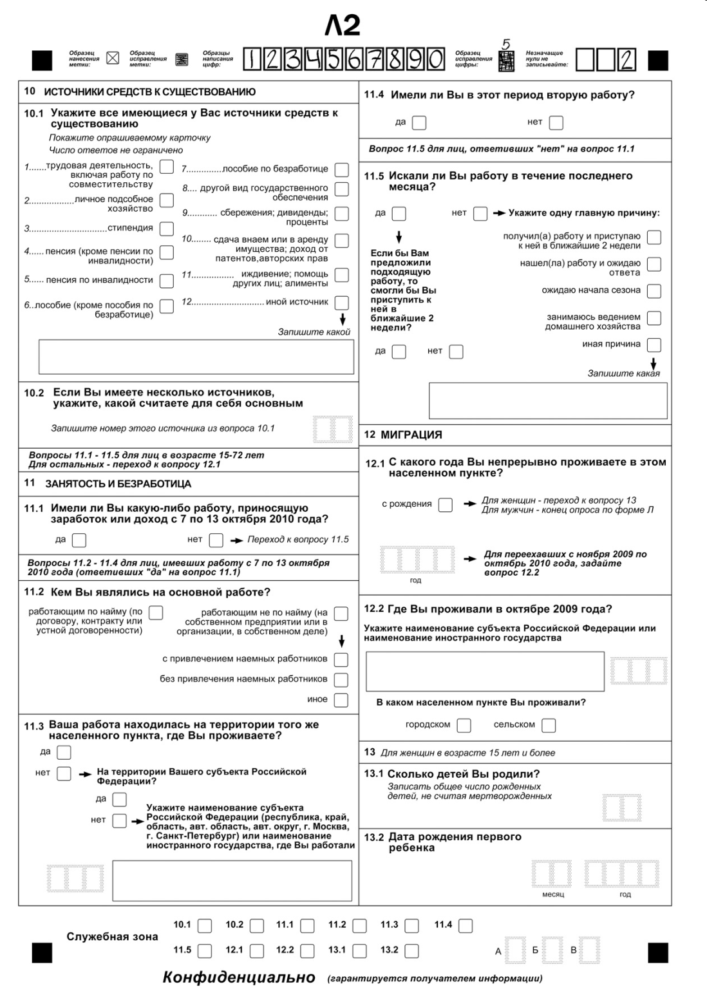 Л2
Образец нанесения метки:
Образец исправления метки:
Образцы написания цифр:
1 2 3 4 5 6 7 8 9 0
Образец исправления цифры:
5
Незначащие нули не записывайте:
2
10 ИСТОЧНИКИ СРЕДСТВ К СУЩЕСТВОВАНИЮ
10.1 Укажите все имеющиеся у Вас источники средств к
существованию
Покажите опрашиваемому карточку
Число ответов не ограничено
1.......трудовая деятельность,
включая работу по
совместительству
2.................личное подсобное
хозяйство
3.............................стипендия
4...... пенсия (кроме пенсии по
инвалидности)
5...... пенсия по инвалидности
6...пособие (кроме пособия по
безработице)
7..............пособие по безработице
8.... другой вид государственного
обеспечения
9............ сбережения; дивиденды;
проценты
10........ сдача внаем или в аренду
имущества; доход от
патентов,авторских прав
11................ иждивение; помощь
других лиц; алименты
12........................... иной источник
Запишите какой
10.2 Если Вы имеете несколько источников,
укажите, какой считаете для себя основным
Запишите номер этого источника из вопроса 10.1
Вопросы 11.1 - 11.5 для лиц в возрасте 15-72 лет
Для остальных - переход к вопросу 12.1
11 ЗАНЯТОСТЬ И БЕЗРАБОТИЦА
11.1 Имели ли Вы какую-либо работу, приносящую
заработок или доход с 7 по 13 октября 2010 года?
да нет Переход к вопросу 11.5
Вопросы 11.2 - 11.4 для лиц, имевших работу с 7 по 13 октября
2010 года (ответивших "да" на вопрос 11.1)
11.2 Кем Вы являлись на основной работе?
работающим по найму (по
договору, контракту или
устной договоренности)
работающим не по найму (на
собственном предприятии или в
организации, в собственном деле)
с привлечением наемных работников
без привлечения наемных работников
иное
11.3 Ваша работа находилась на территории того же
населенного пункта, где Вы проживаете?
да
нет На территории Вашего субъекта Российской
Федерации?
да
нет Укажите наименование субъекта
Российской Федерации (республика, край,
область, авт. область, авт. округ, г. Москва,
г. Санкт-Петербург) или наименование
иностранного государства, где Вы работали
11.4 Имели ли Вы в этот период вторую работу?
да нет
Вопрос 11.5 для лиц, ответивших "нет" на вопрос 11.1
11.5 Искали ли Вы работу в течение последнего
месяца?
да нет Укажите одну главную причину:
Если бы Вам
предложили
подходящую
работу, то
смогли бы Вы
приступить к
ней в
ближайшие 2
недели?
да нет
получил(а) работу и приступаю
к ней в ближайшие 2 недели
нашел(ла) работу и ожидаю
ответа
ожидаю начала сезона
занимаюсь ведением
домашнего хозяйства
иная причина
Запишите какая
12 МИГРАЦИЯ
12.1 С какого года Вы непрерывно проживаете в этом
населенном пункте?
с рождения Для женщин - переход к вопросу 13
Для мужчин - конец опроса по форме Л
год
Для переехавших с ноября 2009 по
октябрь 2010 года, задайте
вопрос 12.2
12.2 Где Вы проживали в октябре 2009 года?
Укажите наименование субъекта Российской Федерации или
наименование иностранного государства
В каком населенном пункте Вы проживали?
городском сельском
13 Для женщин в возрасте 15 лет и более
13.1 Сколько детей Вы родили?
Записать общее число рожденных
детей, не считая мертворожденных
13.2 Дата рождения первого
ребенка
месяц год
Служебная зона
10.1 10.2 11.1 11.2 11.3 11.4
11.5 12.1 12.2 13.1 13.2
А Б В
Конфиденциально (гарантируется получателем информации)